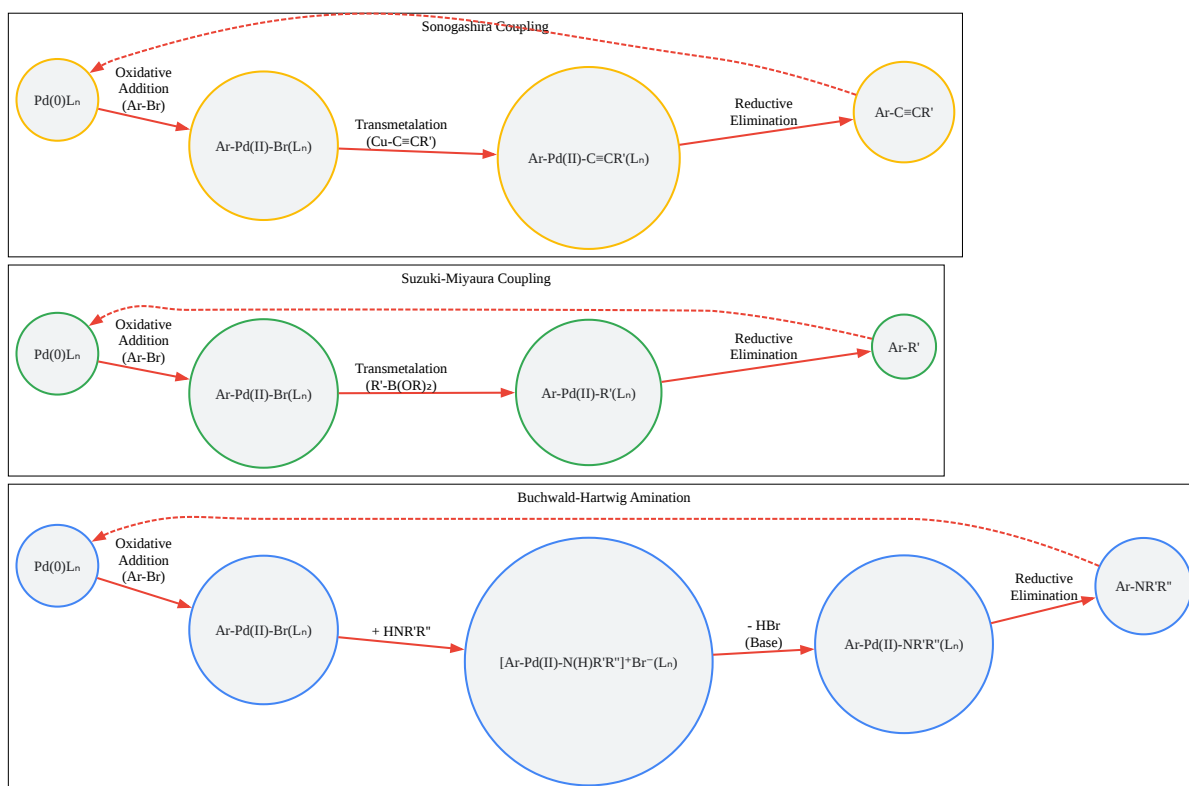 Sonogashira Coupling
Pd(0)Lₙ
Oxidative
Addition
(Ar-Br)
Ar-Pd(II)-Br(Lₙ)
Transmetalation
(Cu-C≡CR')
Ar-Pd(II)-C≡CR'(Lₙ)
Reductive
Elimination
Ar-C≡CR'
Suzuki-Miyaura Coupling
Pd(0)Lₙ
Oxidative
Addition
(Ar-Br)
Ar-Pd(II)-Br(Lₙ)
Transmetalation
(R'-B(OR)₂)
Ar-Pd(II)-R'(Lₙ)
Reductive
Elimination
Ar-R'
Buchwald-Hartwig Amination
Pd(0)Lₙ
Oxidative
Addition
(Ar-Br)
Ar-Pd(II)-Br(Lₙ)
+ HNR'R"
[Ar-Pd(II)-N(H)R'R"]⁺Br⁻(Lₙ)
- HBr
(Base)
Ar-Pd(II)-NR'R"(Lₙ)
Reductive
Elimination
Ar-NR'R"